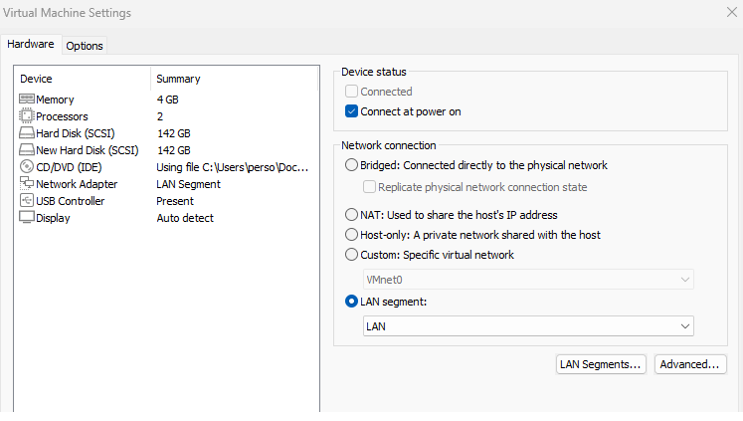 Virtual Machine Settings
Hardware Options
Device Summary
Memory 4 GB
Processors 2
Hard Disk (SCSI) 142 GB
New Hard Disk (SCSI) 142 GB
CD/DVD (IDE) Using file C:\Users\perso\Doc...
Network Adapter LAN Segment
USB Controller Present
Display Auto detect
Device status
Connected
Connect at power on
Network connection
Bridged: Connected directly to the physical network
Replicate physical network connection state
NAT: Used to share the host's IP address
Host-only: A private network shared with the host
Custom: Specific virtual network
VMnet0
LAN segment:
LAN
LAN Segments... Advanced...